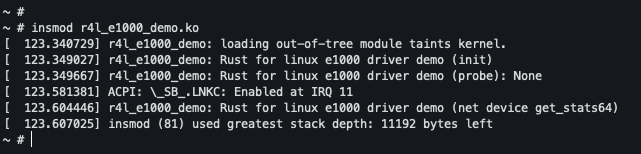 ~ #
~ # insmod r4l_e1000_demo.ko
[  123.340729] r4l_e1000_demo: loading out-of-tree module taints kernel.
[  123.349027] r4l_e1000_demo: Rust for linux e1000 driver demo (init)
[  123.349667] r4l_e1000_demo: Rust for linux e1000 driver demo (probe): None
[  123.581381] ACPI: \_SB_.LNKC: Enabled at IRQ 11
[  123.604446] r4l_e1000_demo: Rust for linux e1000 driver demo (net device get_stats64)
[  123.607025] insmod (81) used greatest stack depth: 11192 bytes left
~ #